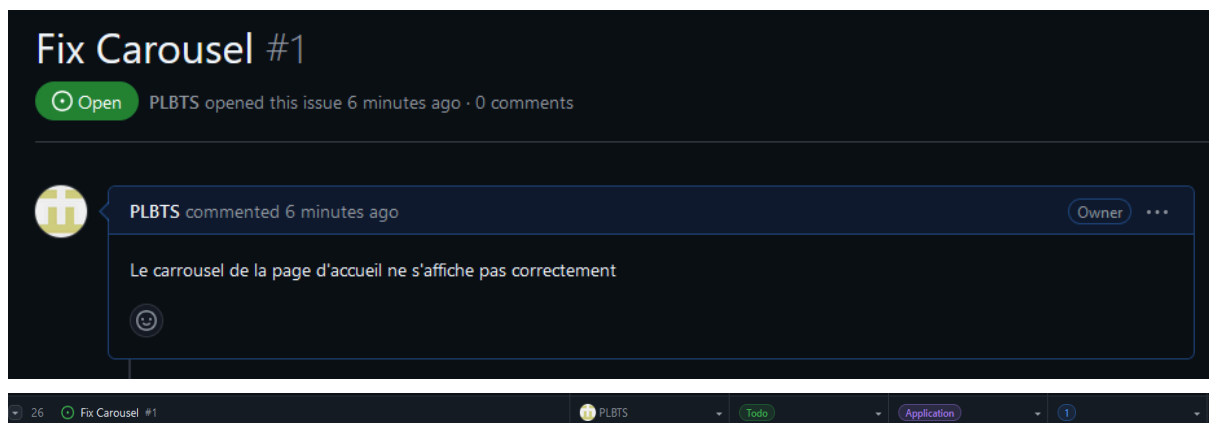 Fix Carousel #1
Open PLBTS opened this issue 6 minutes ago · 0 comments
PLBTS commented 6 minutes ago Owner ...
Le carrousel de la page d'accueil ne s'affiche pas correctement
26 Fix Carousel #1 PLBTS Todo Application 1